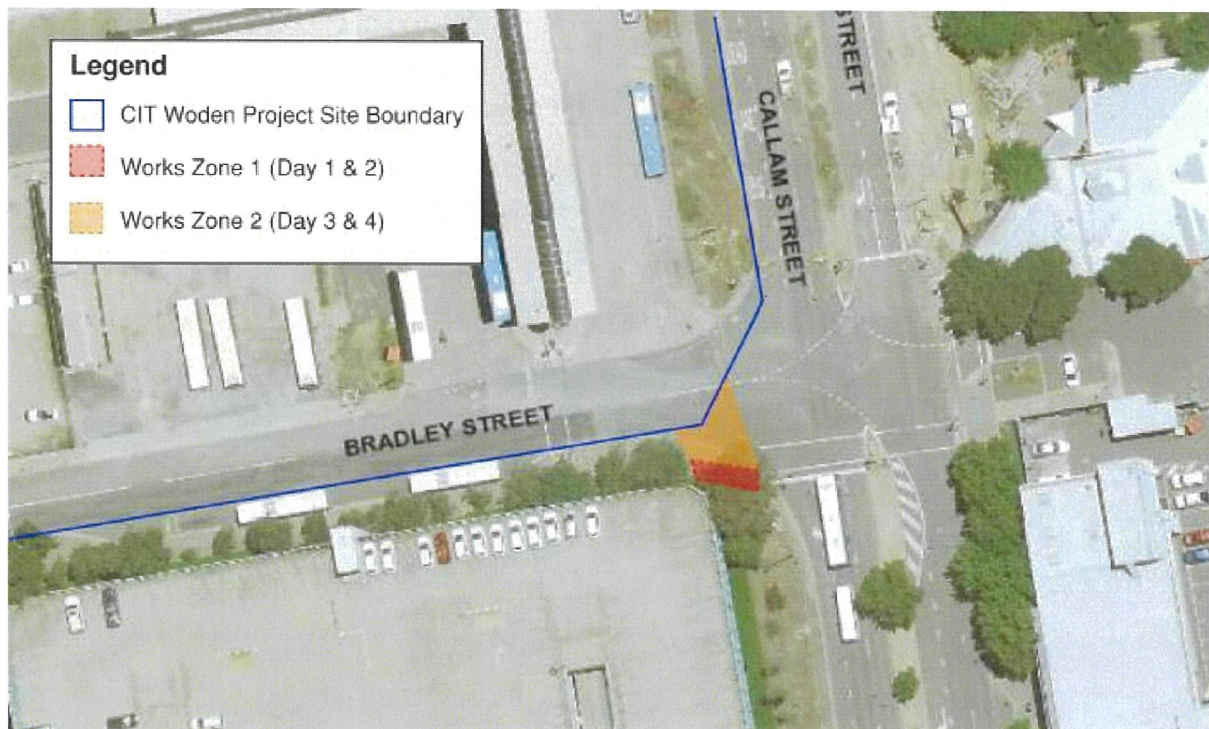 Legend
CIT Woden Project Site Boundary
Works Zone 1 (Day 1 & 2)
Works Zone 2 (Day 3 & 4)
STREET
CALLAM STREET
BRADLEY STREET